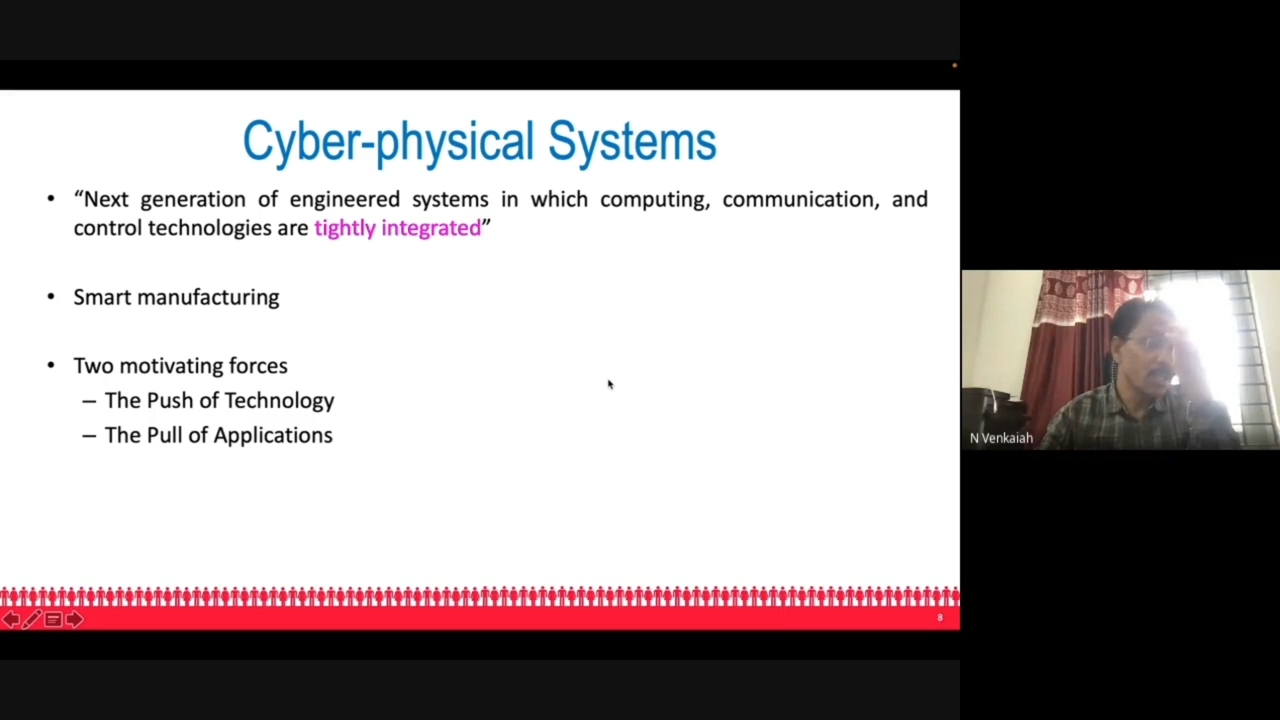 Cyber-physical Systems
• “Next generation of engineered systems in which computing, communication, and
control technologies are tightly integrated”
• Smart manufacturing
• Two motivating forces
– The Push of Technology
– The Pull of Applications
8
N Venkaiah